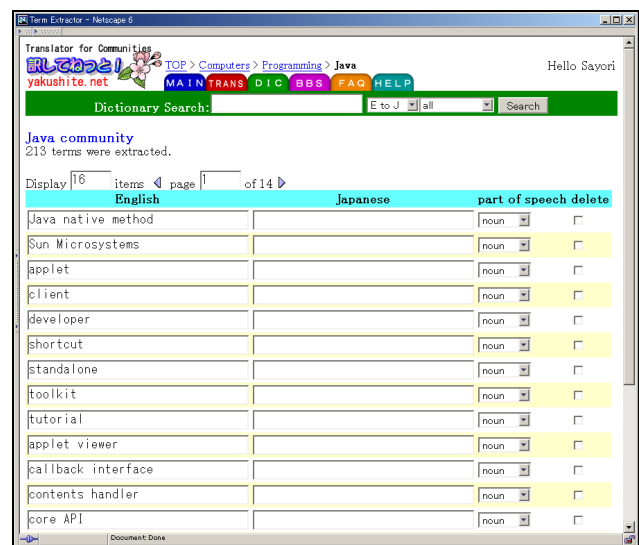 Term Extractor - Netscape 6
Translator for Communities
訳してねっと!
yakushite.net
TOP > Computers > Programming > Java
Hello Sayori
MAIN TRANS DIC BBS FAQ HELP
Dictionary Search: E to J all Search
Java community
213 terms were extracted.
Display 16 items page 1 of 14
English Japanese part of speech delete
Java native method noun
Sun Microsystems noun
applet noun
client noun
developer noun
shortcut noun
standalone noun
toolkit noun
tutorial noun
applet viewer noun
callback interface noun
contents handler noun
core API noun
Document: Done